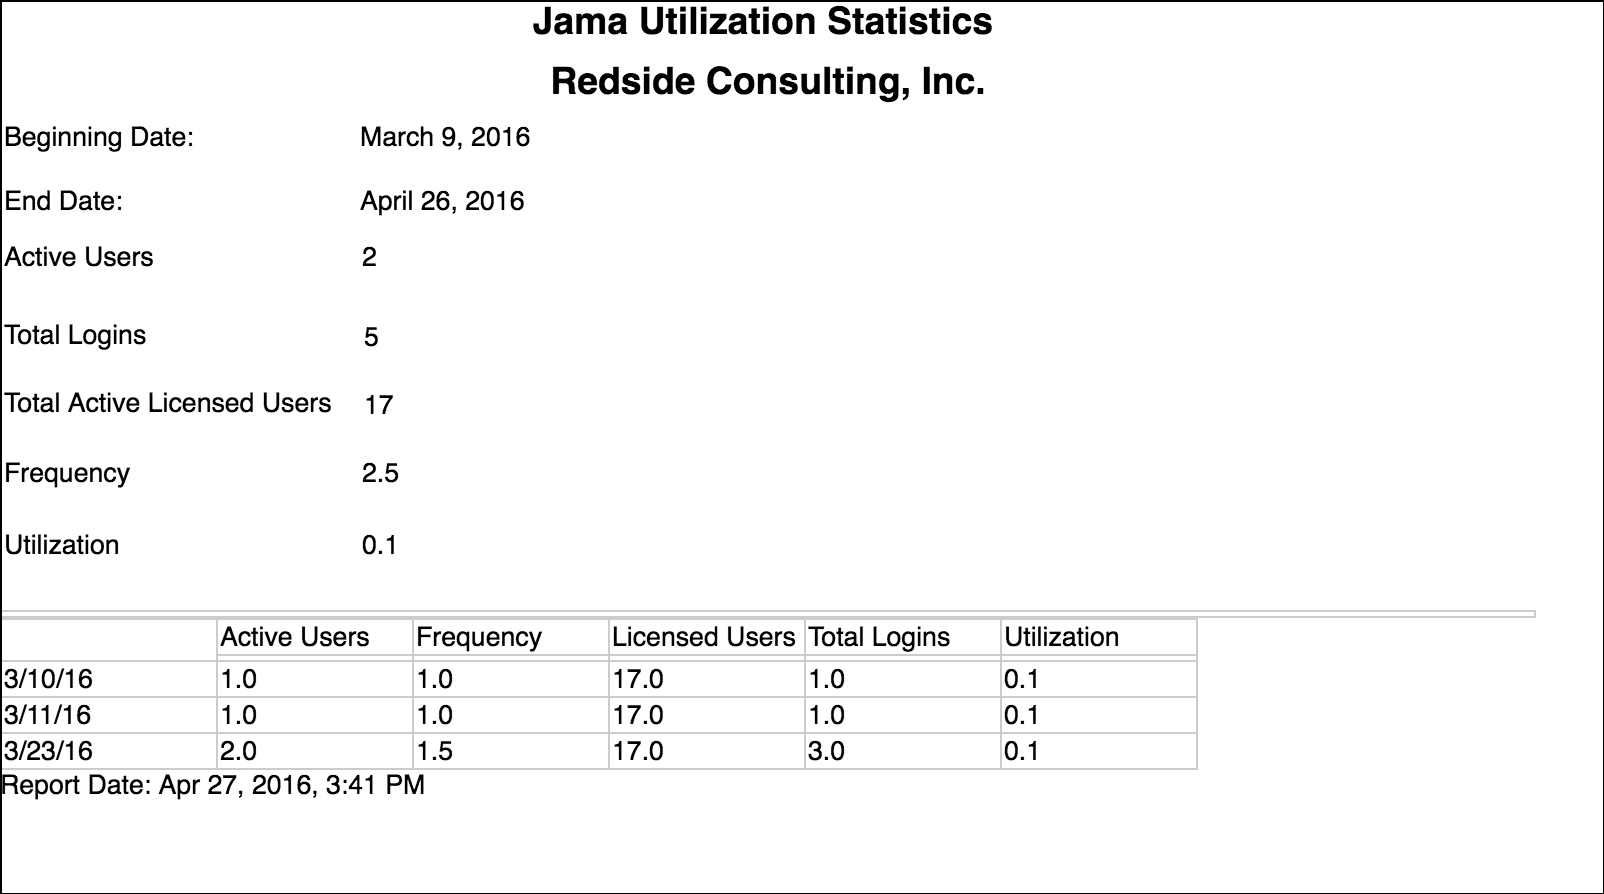 Jama Utilization Statistics
Redside Consulting, Inc.
Beginning Date: March 9, 2016
End Date: April 26, 2016
Active Users 2
Total Logins 5
Total Active Licensed Users 17
Frequency 2.5
Utilization 0.1
Active Users Frequency Licensed Users Total Logins Utilization
3/10/16 1.0 1.0 17.0 1.0 0.1
3/11/16 1.0 1.0 17.0 1.0 0.1
3/23/16 2.0 1.5 17.0 3.0 0.1
Report Date: Apr 27, 2016, 3:41 PM